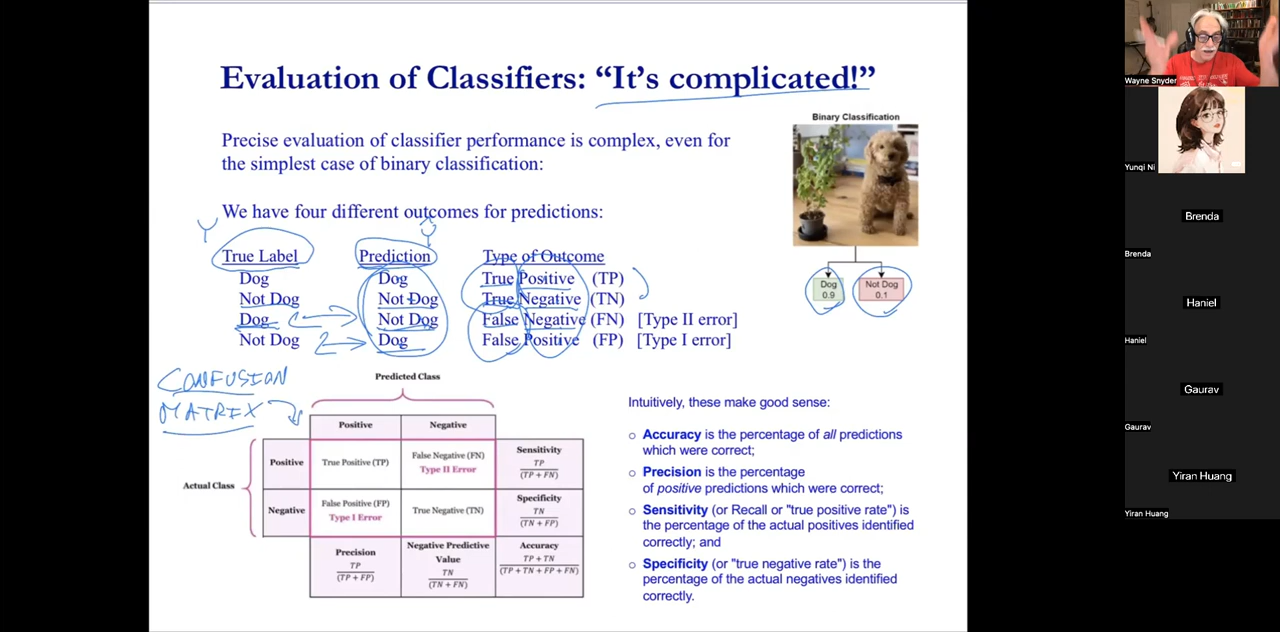 Evaluation of Classifiers: “It’s complicated!”
Precise evaluation of classifier performance is complex, even for
the simplest case of binary classification:
We have four different outcomes for predictions:
Y
Ŷ
True Label Prediction Type of Outcome
Dog Dog True Positive (TP)
Not Dog Not Dog True Negative (TN)
Dog Not Dog False Negative (FN) [Type II error]
Not Dog Dog False Positive (FP) [Type I error]
Binary Classification
Dog
0.9
Not Dog
0.1
CONFUSION
MATRIX
Predicted Class
Positive Negative
Actual Class
Positive
True Positive (TP)
False Negative (FN)
Type II Error
Sensitivity
TP
(TP + FN)
Negative
False Positive (FP)
Type I Error
True Negative (TN)
Specificity
TN
(TN + FP)
Precision
TP
(TP + FP)
Negative Predictive
Value
TN
(TN + FN)
Accuracy
TP + TN
(TP + TN + FP + FN)
Intuitively, these make good sense:
Accuracy is the percentage of all predictions
which were correct;
Precision is the percentage
of positive predictions which were correct;
Sensitivity (or Recall or "true positive rate") is
the percentage of the actual positives identified
correctly; and
Specificity (or "true negative rate") is the
percentage of the actual negatives identified
correctly.
Wayne Snyder
Yunqi Ni
Brenda
Brenda
Haniel
Haniel
Gaurav
Gaurav
Yiran Huang
Yiran Huang